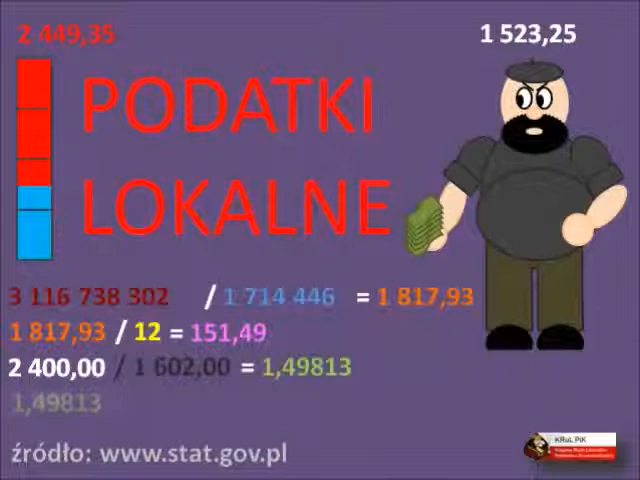 2 449,35
1 523,25
PODATKI
LOKALNE
3 116 738 302 / 1 714 446 = 1 817,93
1 817,93 / 12 = 151,49
2 400,00 / 1 602,00 = 1,49813
1,49813
źródło: www.stat.gov.pl
KRuL PiK